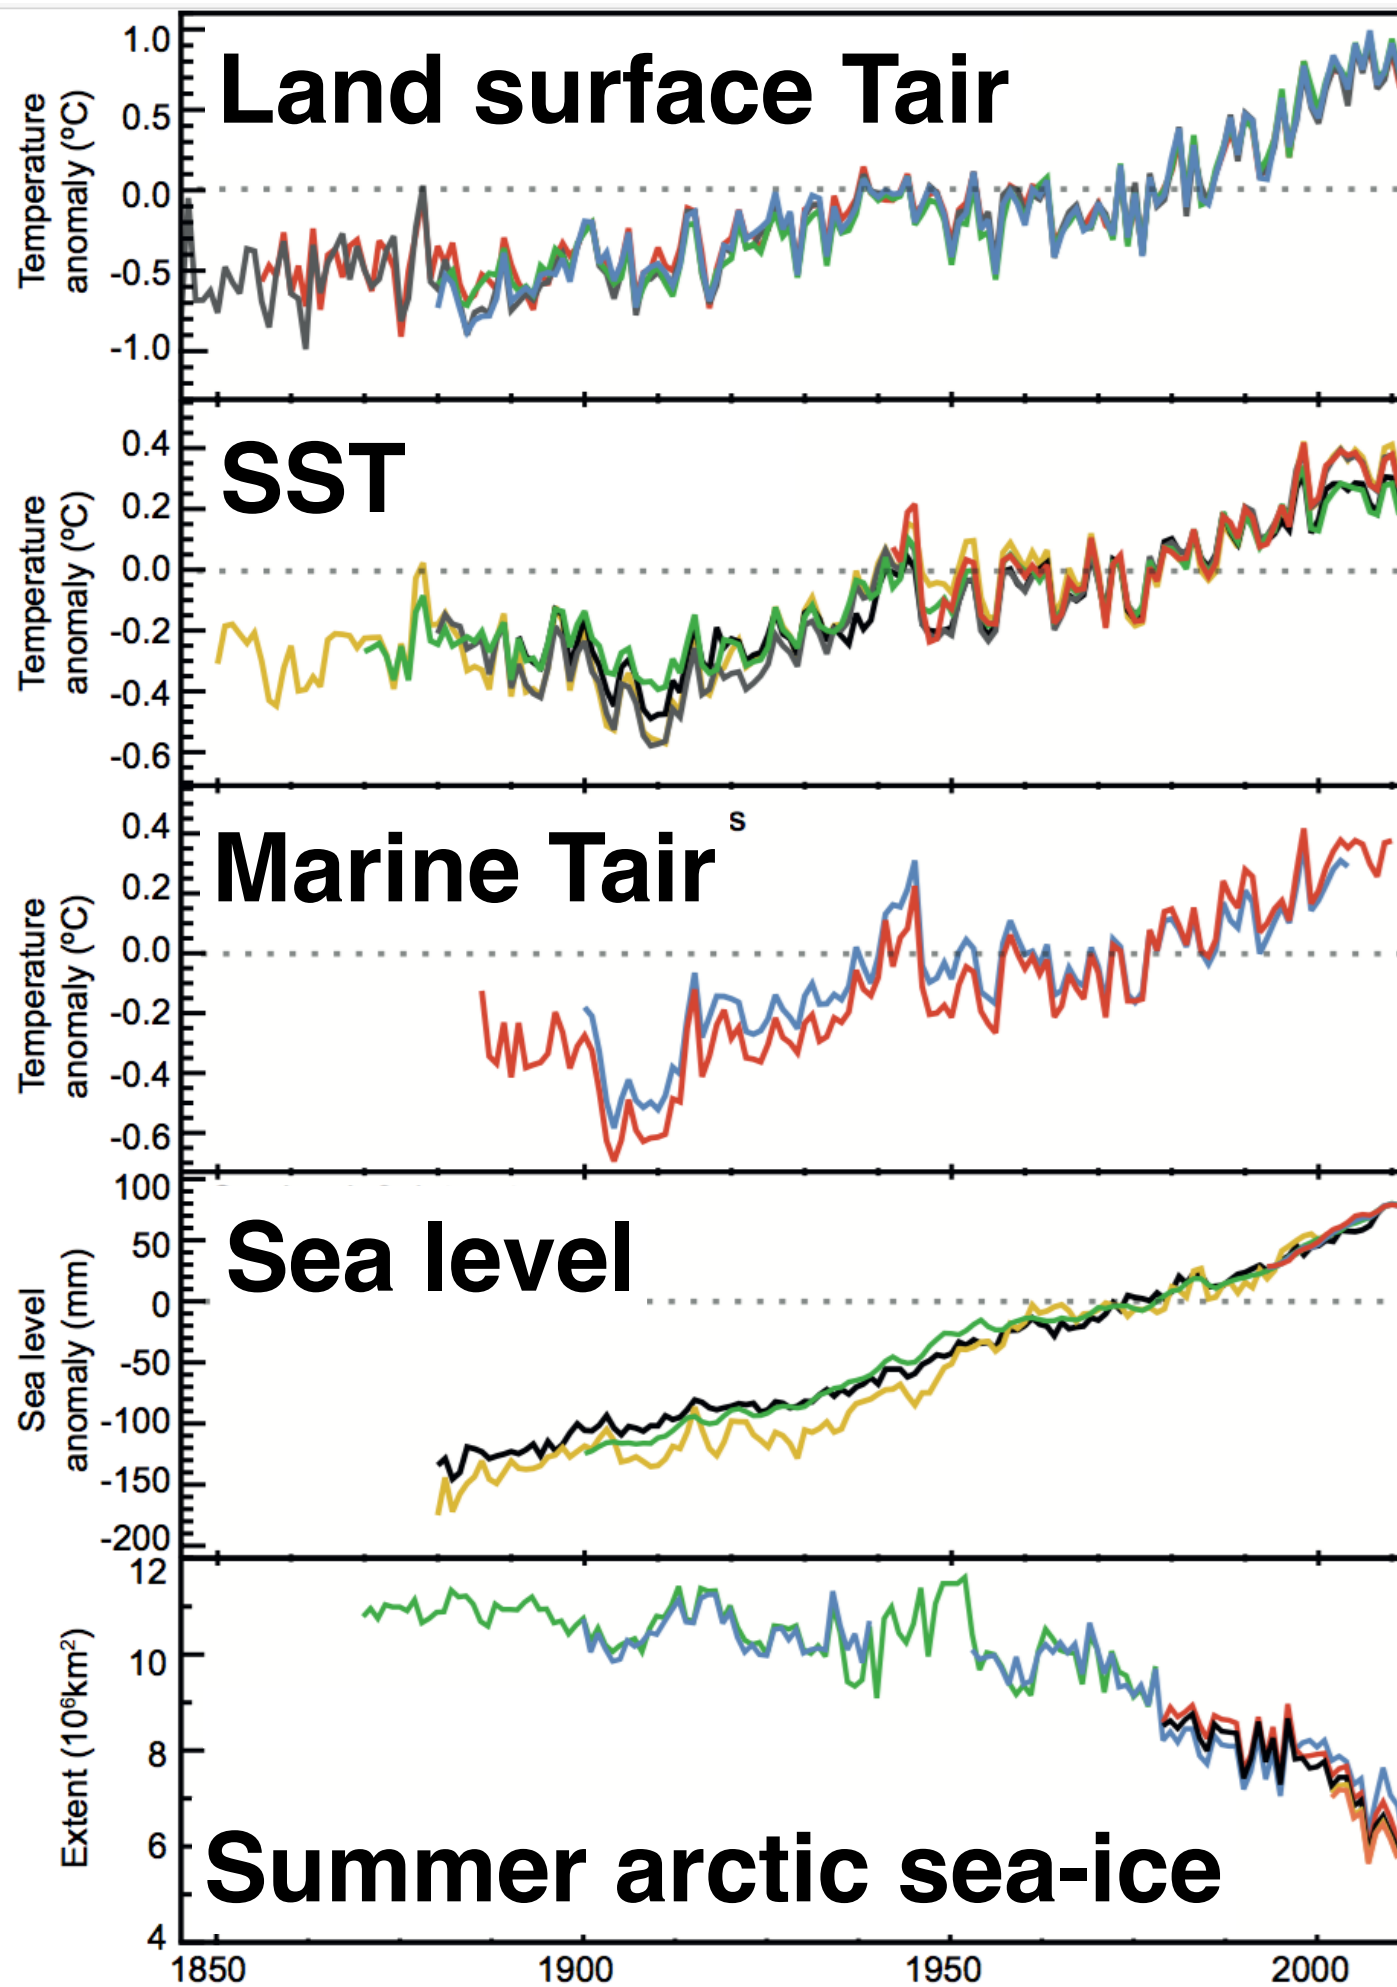 Land surface Tair
Temperature
anomaly (ºC)
1.0
0.5
0.0
-0.5
-1.0
SST
Temperature
anomaly (ºC)
0.4
0.2
0.0
-0.2
-0.4
-0.6
s
Marine Tair
Temperature
anomaly (ºC)
0.4
0.2
0.0
-0.2
-0.4
-0.6
Sea level
Sea level
anomaly (mm)
100
50
0
-50
-100
-150
-200
Extent (10⁶km²)
12
10
8
6
4
Summer arctic sea-ice
1850 1900 1950 2000